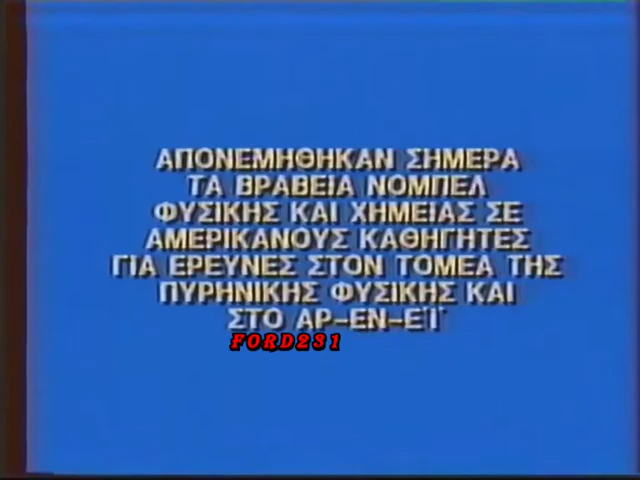 ΑΠΟΝΕΜΗΘΗΚΑΝ ΣΗΜΕΡΑ
ΤΑ ΒΡΑΒΕΙΑ ΝΟΜΠΕΛ
ΦΥΣΙΚΗΣ ΚΑΙ ΧΗΜΕΙΑΣ ΣΕ
ΑΜΕΡΙΚΑΝΟΥΣ ΚΑΘΗΓΗΤΕΣ
ΓΙΑ ΕΡΕΥΝΕΣ ΣΤΟΝ ΤΟΜΕΑ ΤΗΣ
ΠΥΡΗΝΙΚΗΣ ΦΥΣΙΚΗΣ ΚΑΙ
ΣΤΟ ΑΡ-ΕΝ-ΕΪ
FORD231